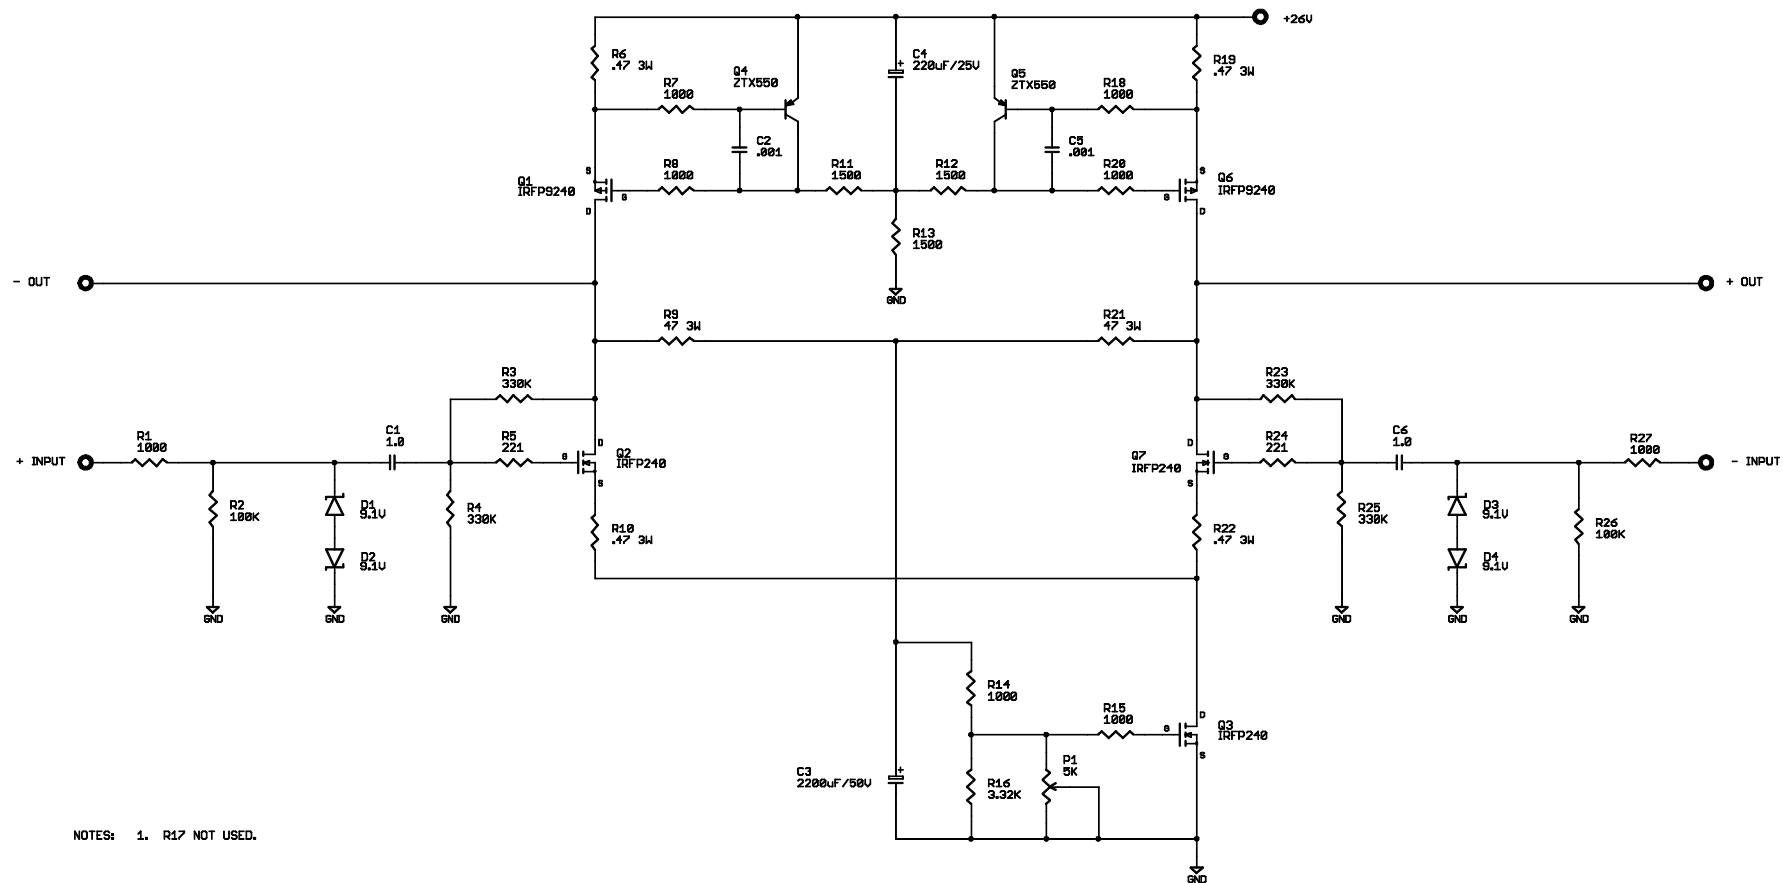 +26V
R6
.47 3W
R7
1000
Q4
ZTX550
C4
+
220uF/25V
Q5
ZTX550
R18
1000
R19
.47 3W
C2
.001
C5
.001
Q1
IRFP9240
S
G
D
R8
1000
R11
1500
R12
1500
R20
1000
S
G
D
Q6
IRFP9240
R13
1500
GND
- OUT
+ OUT
R9
47 3W
R21
47 3W
R3
330K
R23
330K
+ INPUT
R1
1000
C1
1.0
R5
221
D
G
S
Q2
IRFP240
Q7
IRFP240
D
G
S
R24
221
C6
1.0
R27
1000
- INPUT
R2
100K
D1
9.1V
D2
9.1V
R4
330K
R10
.47 3W
R22
.47 3W
R25
330K
D3
9.1V
D4
9.1V
R26
100K
GND
GND
GND
GND
GND
GND
R14
1000
R15
1000
D
G
S
Q3
IRFP240
C3
+
2200uF/50V
R16
3.32K
P1
5K
GND
NOTES: 1. R17 NOT USED.